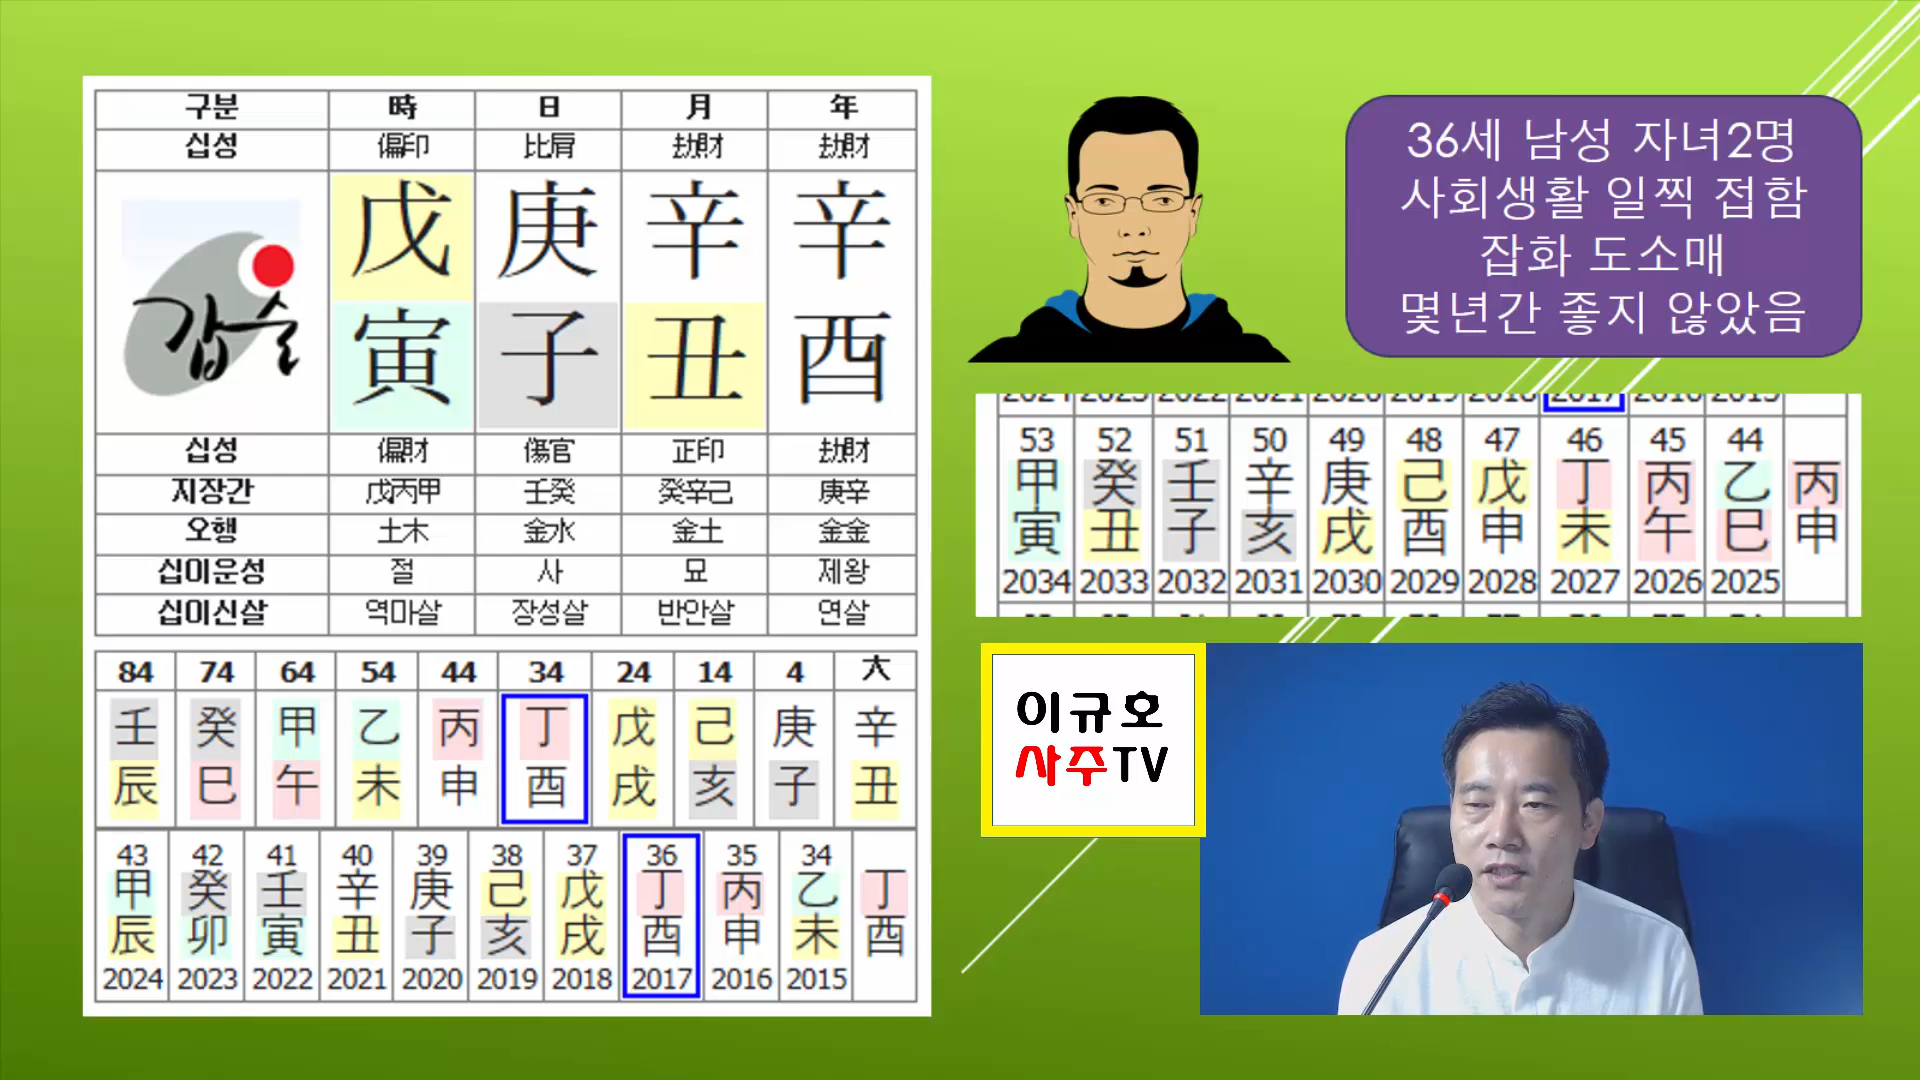 구분 時 日 月 年
십성 偏印 比肩 劫財 劫財
戊 庚 辛 辛
갑술
寅 子 丑 酉
십성 偏財 傷官 正印 劫財
지장간 戊丙甲 壬癸 癸辛己 庚辛
오행 土木 金水 金土 金金
십이운성 절 사 묘 제왕
십이신살 역마살 장성살 반안살 연살
84 74 64 54 44 34 24 14 4 大
壬 癸 甲 乙 丙 丁 戊 己 庚 辛
辰 巳 午 未 申 酉 戌 亥 子 丑
43 42 41 40 39 38 37 36 35 34
甲 癸 壬 辛 庚 己 戊 丁 丙 乙 丁
辰 卯 寅 丑 子 亥 戌 酉 申 未 酉
2024 2023 2022 2021 2020 2019 2018 2017 2016 2015
36세 남성 자녀2명
사회생활 일찍 접함
잡화 도소매
몇년간 좋지 않았음
2024 2023 2022 2021 2020 2019 2018 2017 2016 2015
53 52 51 50 49 48 47 46 45 44
甲 癸 壬 辛 庚 己 戊 丁 丙 乙 丙
寅 丑 子 亥 戌 酉 申 未 午 巳 申
2034 2033 2032 2031 2030 2029 2028 2027 2026 2025
이규호
사주TV